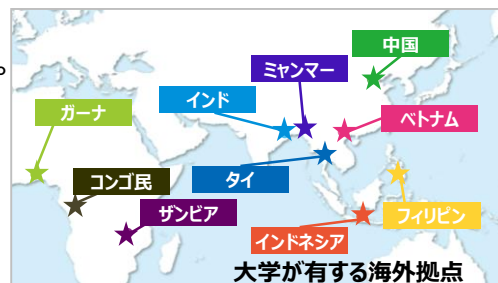 。
中国
ミャンマー
インド
ガーナ
ベトナム
コンゴ民
タイ
ザンビア
フィリピン
インドネシア
大学が有する海外拠点